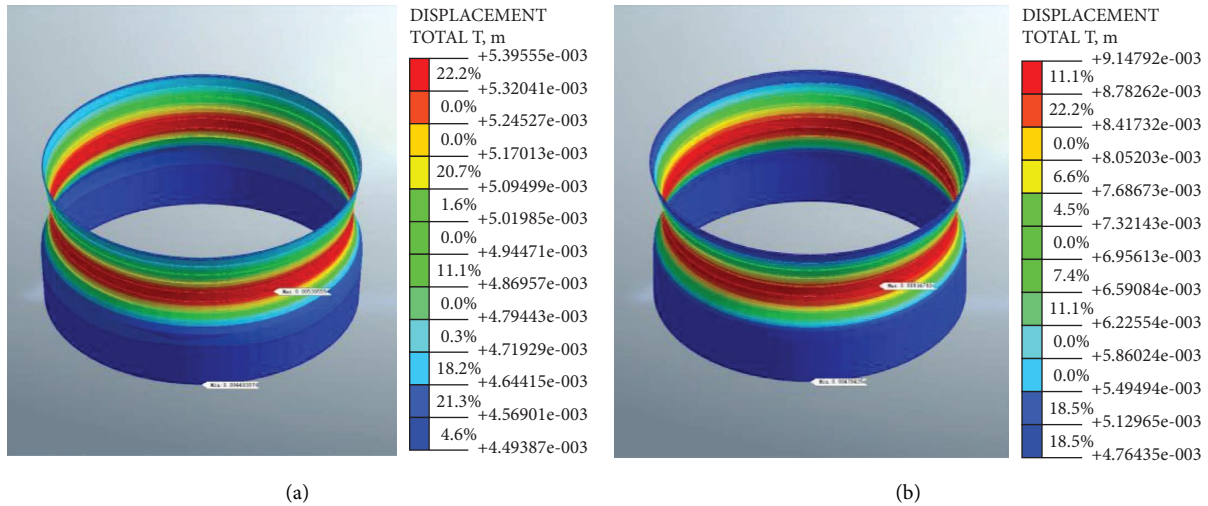 DISPLACEMENT
TOTAL T, m
+5.39555e-003
22.2%
+5.32041e-003
0.0%
+5.24527e-003
0.0%
+5.17013e-003
20.7%
+5.09499e-003
1.6%
+5.01985e-003
0.0%
+4.94471e-003
11.1%
+4.86957e-003
0.0%
+4.79443e-003
0.3%
+4.71929e-003
18.2%
+4.64415e-003
21.3%
+4.56901e-003
4.6%
+4.49387e-003
(a)
DISPLACEMENT
TOTAL T, m
+9.14792e-003
11.1%
+8.78262e-003
22.2%
+8.41732e-003
0.0%
+8.05203e-003
6.6%
+7.68673e-003
4.5%
+7.32143e-003
0.0%
+6.95613e-003
7.4%
+6.59084e-003
11.1%
+6.22554e-003
0.0%
+5.86024e-003
0.0%
+5.49494e-003
18.5%
+5.12965e-003
18.5%
+4.76435e-003
(b)